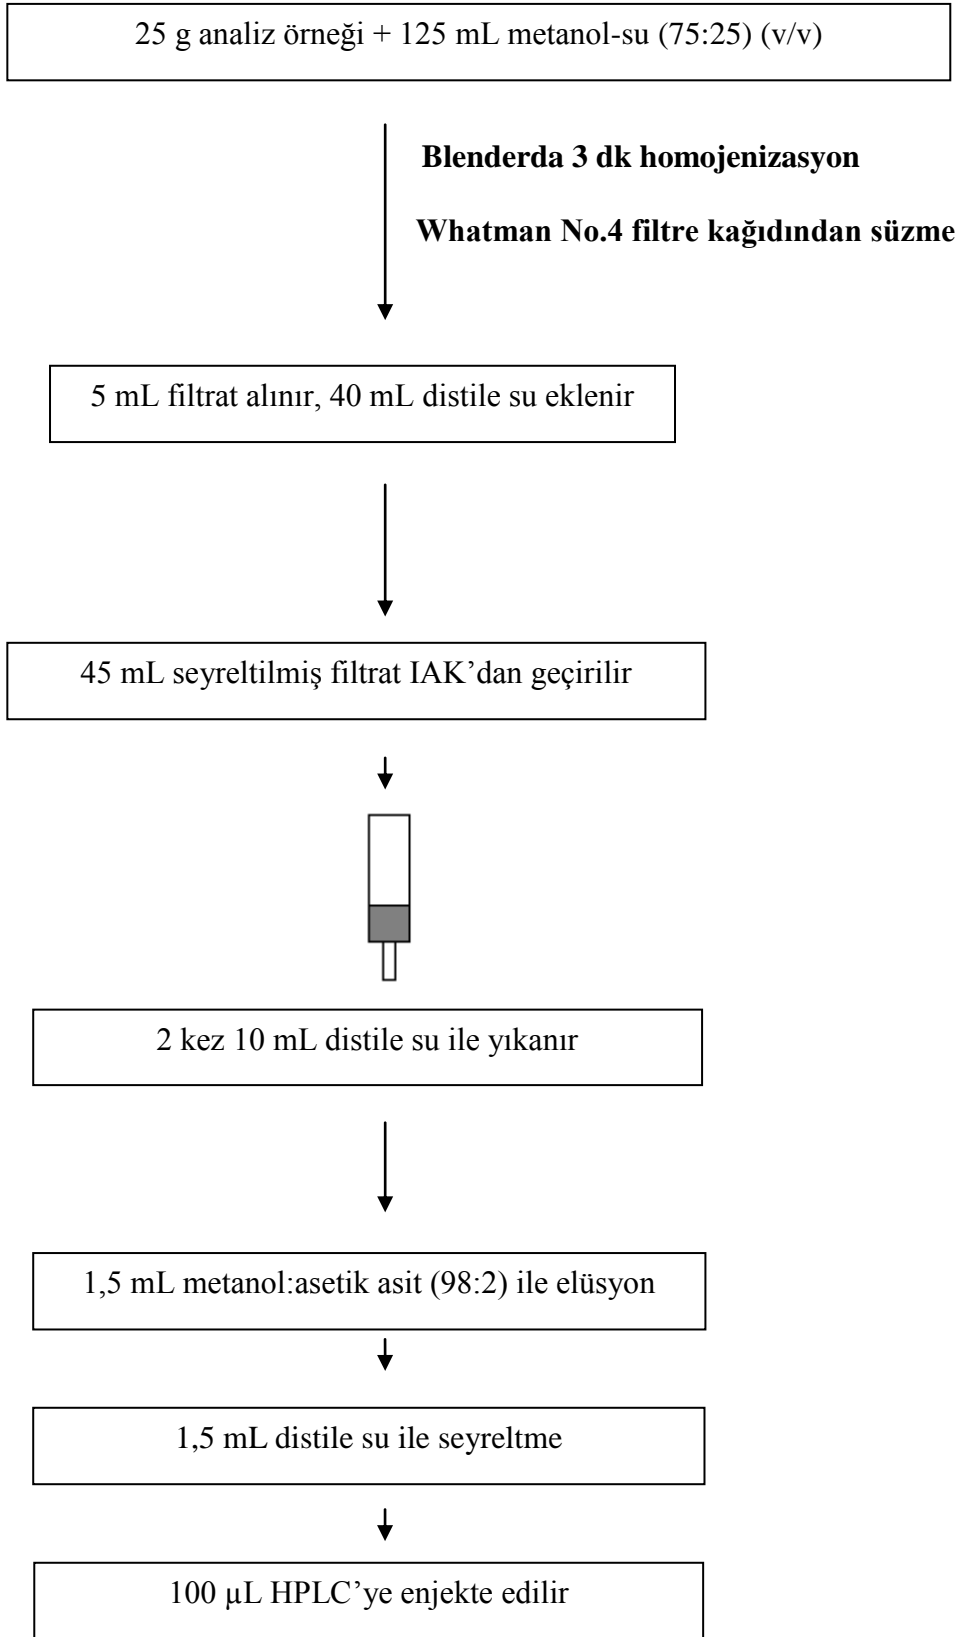 25 g analiz örneği + 125 mL metanol-su (75:25) (v/v)
Blenderda 3 dk homojenizasyon
Whatman No.4 filtre kağıdından süzme
5 mL filtrat alınır, 40 mL distile su eklenir
45 mL seyreltilmiş filtrat IAK’dan geçirilir
2 kez 10 mL distile su ile yıkanır
1,5 mL metanol:asetik asit (98:2) ile elüsyon
1,5 mL distile su ile seyreltme
100 µL HPLC’ye enjekte edilir